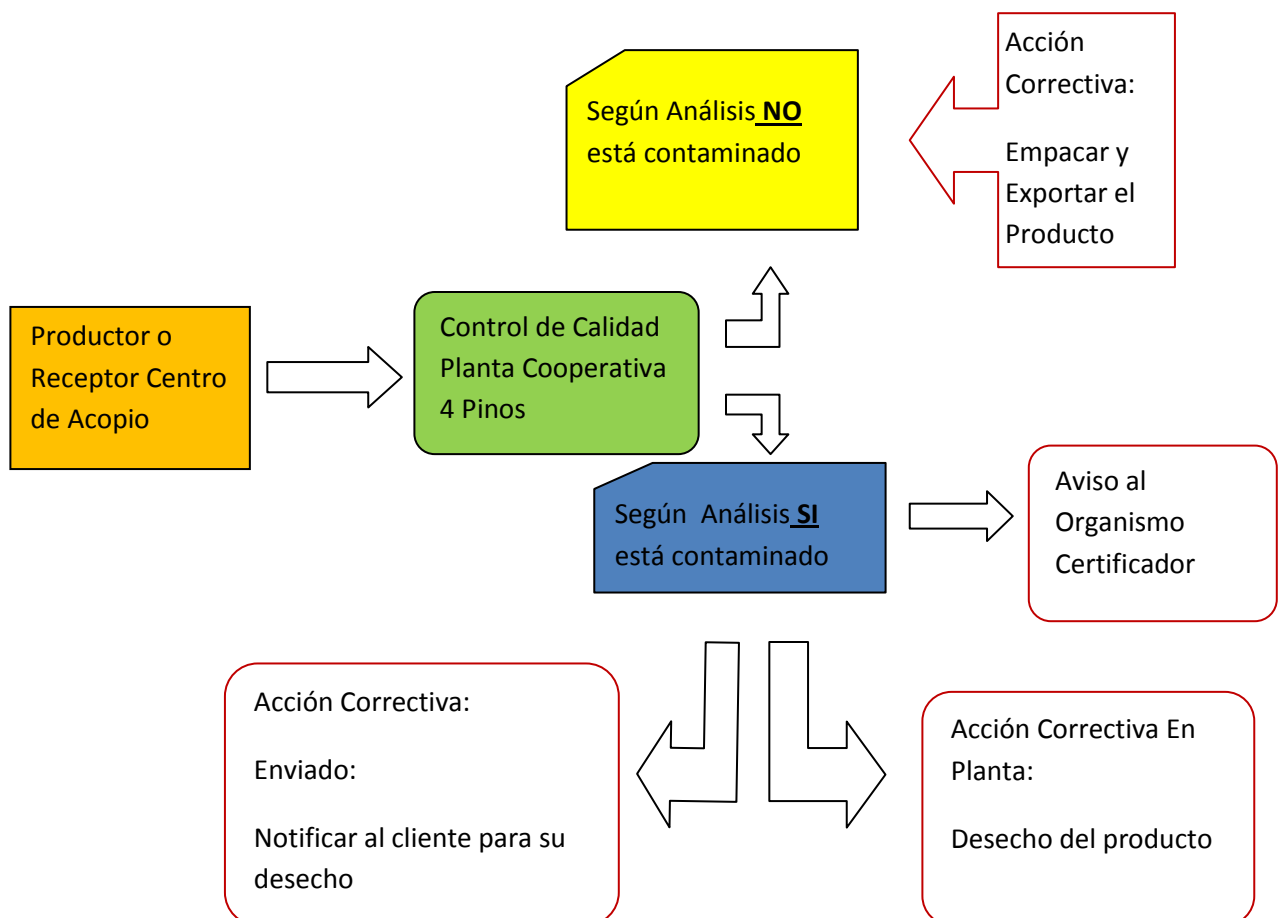 Acción
Correctiva:
Empacar y
Exportar el
Producto
Según Análisis NO
está contaminado
Productor o
Receptor Centro
de Acopio
Control de Calidad
Planta Cooperativa
4 Pinos
Según Análisis SI
está contaminado
Aviso al
Organismo
Certificador
Acción Correctiva:
Enviado:
Notificar al cliente para su
desecho
Acción Correctiva En
Planta:
Desecho del producto